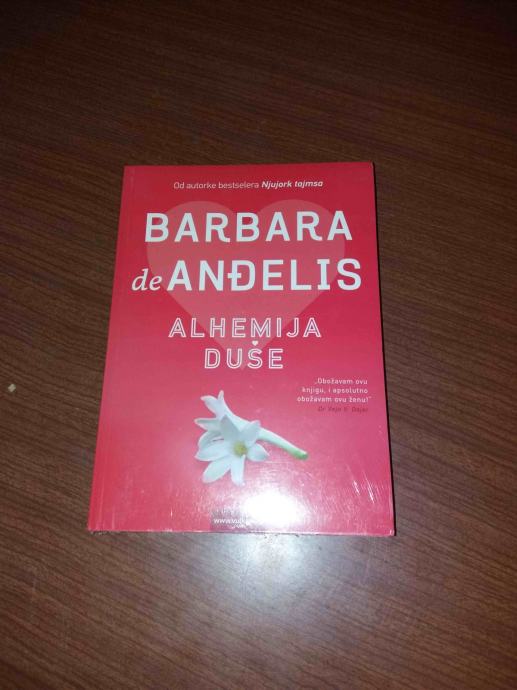 Od autorke bestselera Njujork tajmsa
BARBARA
de ANĐELIS
ALHEMIJA
DUŠE
„Obožavam ovu
knjigu, i apsolutno
obožavam ovu ženu!“
Dr Vejn V. Dajer